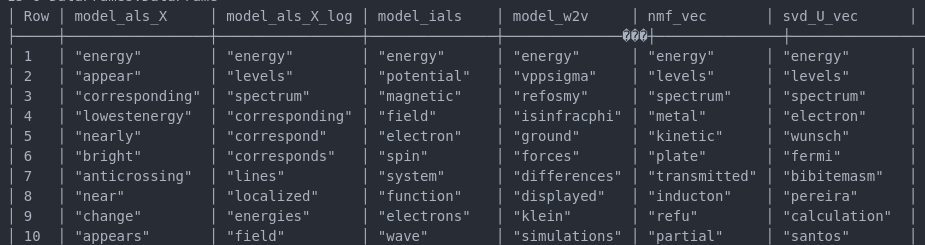 Row model_als_X model_als_X_log model_ials model_w2v nmf_vec svd_U_vec
1 "energy" "energy" "energy" "energy" "energy" "energy"
2 "appear" "levels" "potential" "vppsigma" "levels" "levels"
3 "corresponding" "spectrum" "magnetic" "refosmy" "spectrum" "spectrum"
4 "lowestenergy" "corresponding" "field" "isinfracphi" "metal" "electron"
5 "nearly" "correspond" "electron" "ground" "kinetic" "wunsch"
6 "bright" "corresponds" "spin" "forces" "plate" "fermi"
7 "anticrossing" "lines" "system" "differences" "transmitted" "bibitemasm"
8 "near" "localized" "function" "displayed" "inducton" "pereira"
9 "change" "energies" "electrons" "klein" "refu" "calculation"
10 "appears" "field" "wave" "simulations" "partial" "santos"